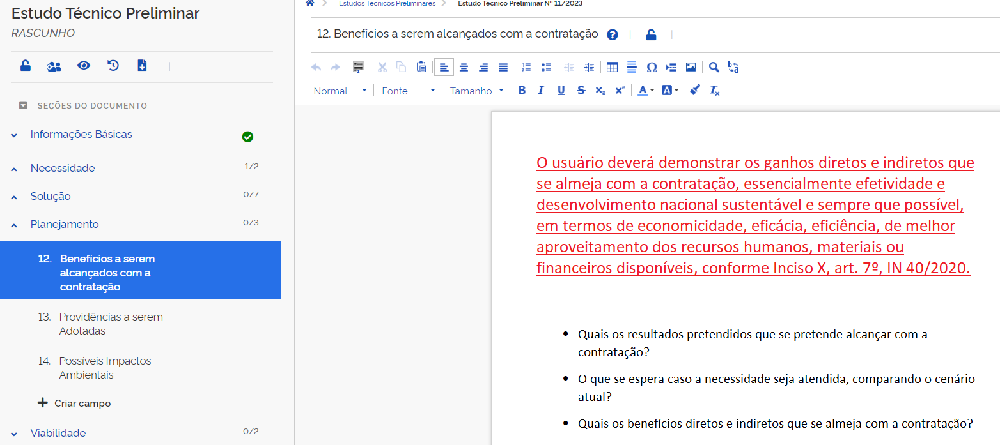 Estudo Técnico Preliminar
RASCUNHO
SEÇÕES DO DOCUMENTO
Informações Básicas
Necessidade 1/2
Solução 0/7
Planejamento 0/3
12. Benefícios a serem
alcançados com a
contratação
13. Providências a serem
Adotadas
14. Possíveis Impactos
Ambientais
Criar campo
Viabilidade 0/2
Estudos Técnicos Preliminares Estudo Técnico Preliminar Nº 11/2023
12. Benefícios a serem alcançados com a contratação
Normal Fonte Tamanho B I U S x₂ x² A A Tx
O usuário deverá demonstrar os ganhos diretos e indiretos que
se almeja com a contratação, essencialmente efetividade e
desenvolvimento nacional sustentável e sempre que possível,
em termos de economicidade, eficácia, eficiência, de melhor
aproveitamento dos recursos humanos, materiais ou
financeiros disponíveis, conforme Inciso X, art. 7º, IN 40/2020.
• Quais os resultados pretendidos que se pretende alcançar com a
contratação?
• O que se espera caso a necessidade seja atendida, comparando o cenário
atual?
• Quais os benefícios diretos e indiretos que se almeja com a contratação?